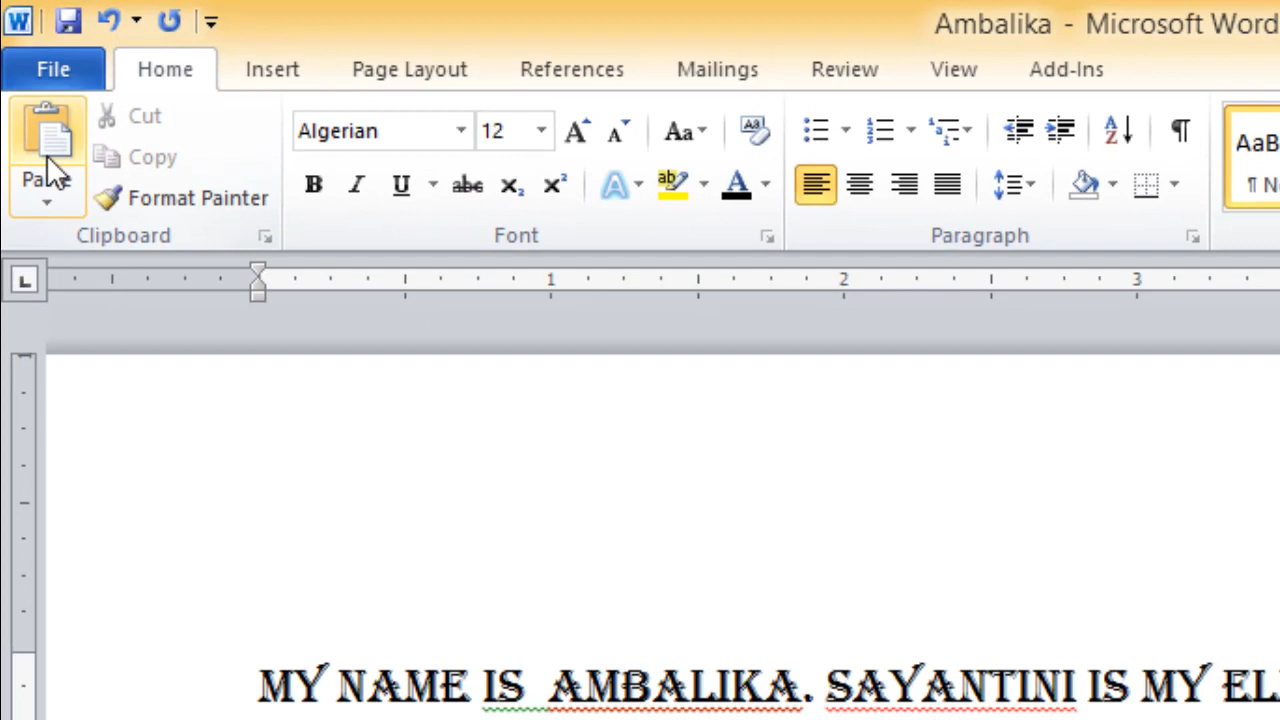 Ambalika - Microsoft Word
File Home Insert Page Layout References Mailings Review View Add-Ins
Cut
Copy
Format Painter
Clipboard
Algerian 12
Font
Paragraph
AaB
1 2 3
MY NAME IS AMBALIKA. SAYANTINI IS MY EL